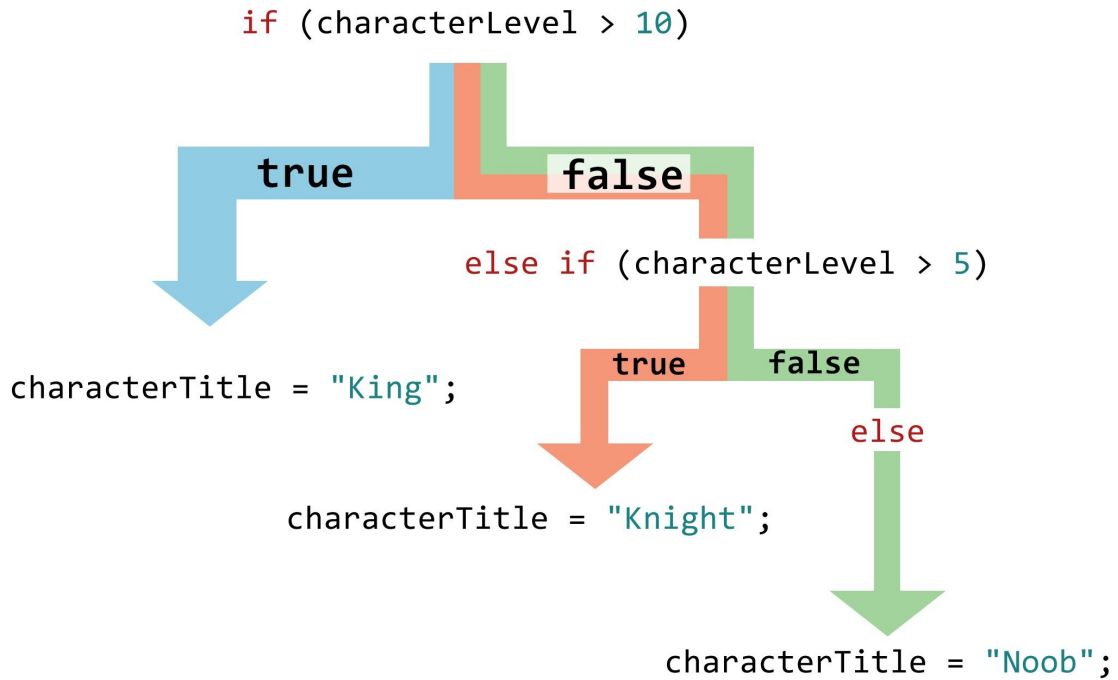 if (characterLevel > 10)
true
false
else if (characterLevel > 5)
characterTitle = "King";
true
false
else
characterTitle = "Knight";
characterTitle = "Noob";